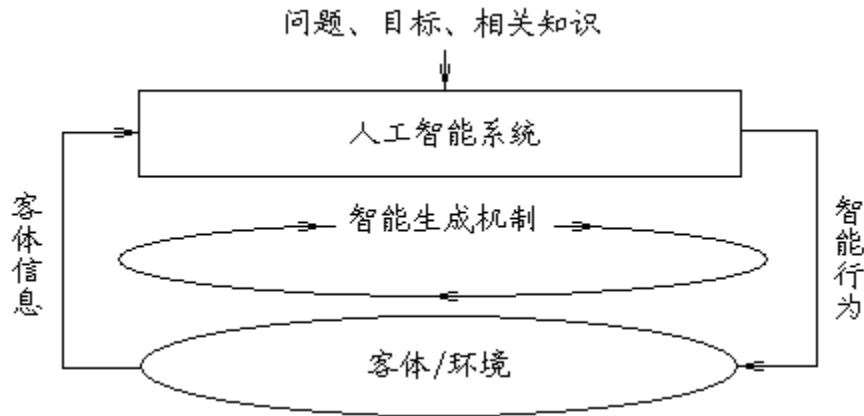 问题、目标、相关知识
人工智能系统
客体信息
智能生成机制
智能行为
客体/环境